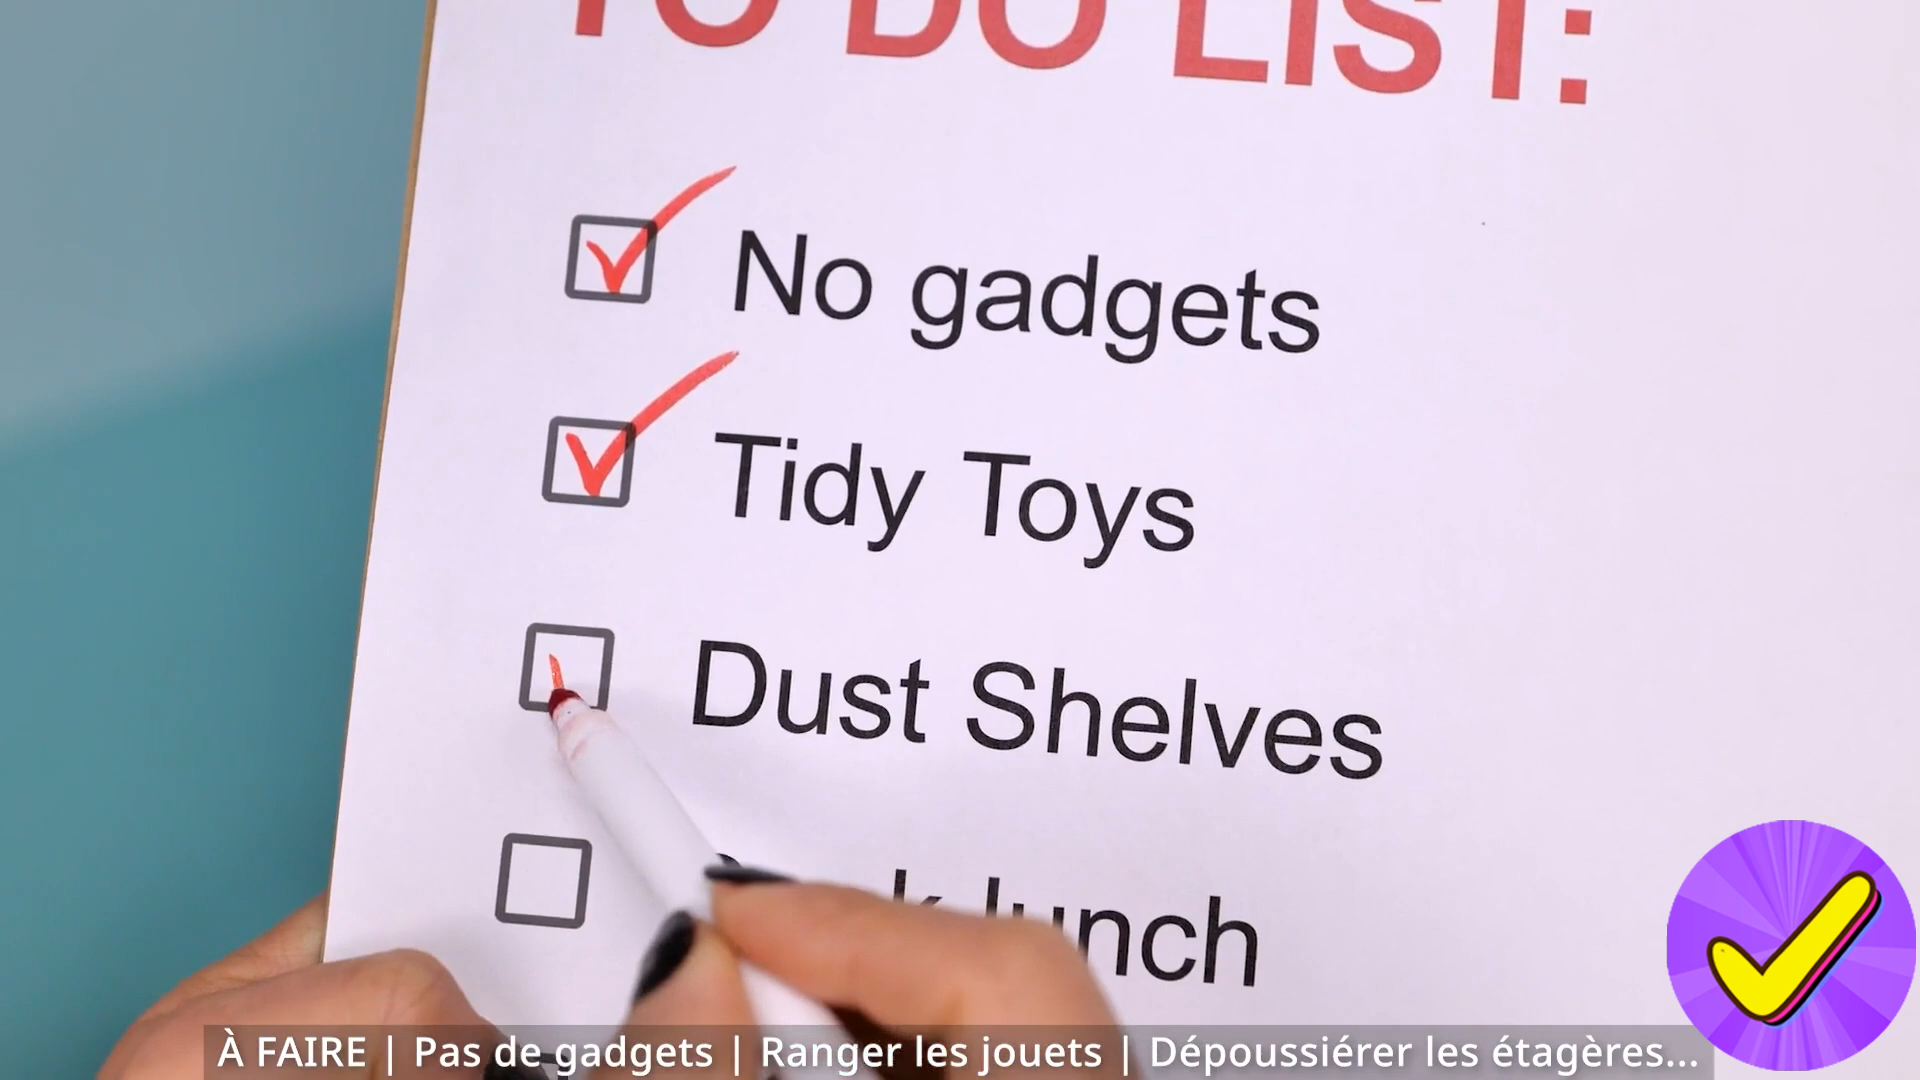 TO DO LIST:
No gadgets
Tidy Toys
Dust Shelves
lunch
À FAIRE | Pas de gadgets | Ranger les jouets | Dépoussiérer les étagères...